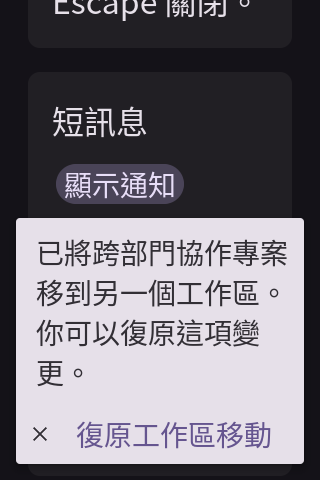 Escape 關閉。
短訊息
顯示通知
已將跨部門協作專案
移到另一個工作區。
你可以復原這項變
更。
× 復原工作區移動